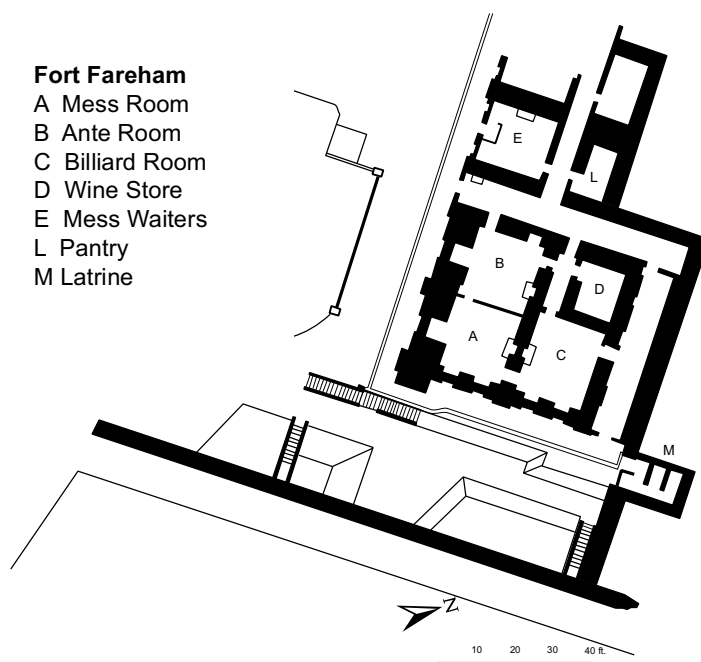 Fort Fareham
A Mess Room
B Ante Room
C Billiard Room
D Wine Store
E Mess Waiters
L Pantry
M Latrine
E
L
B
D
A
C
M
N
10 20 30 40 ft.